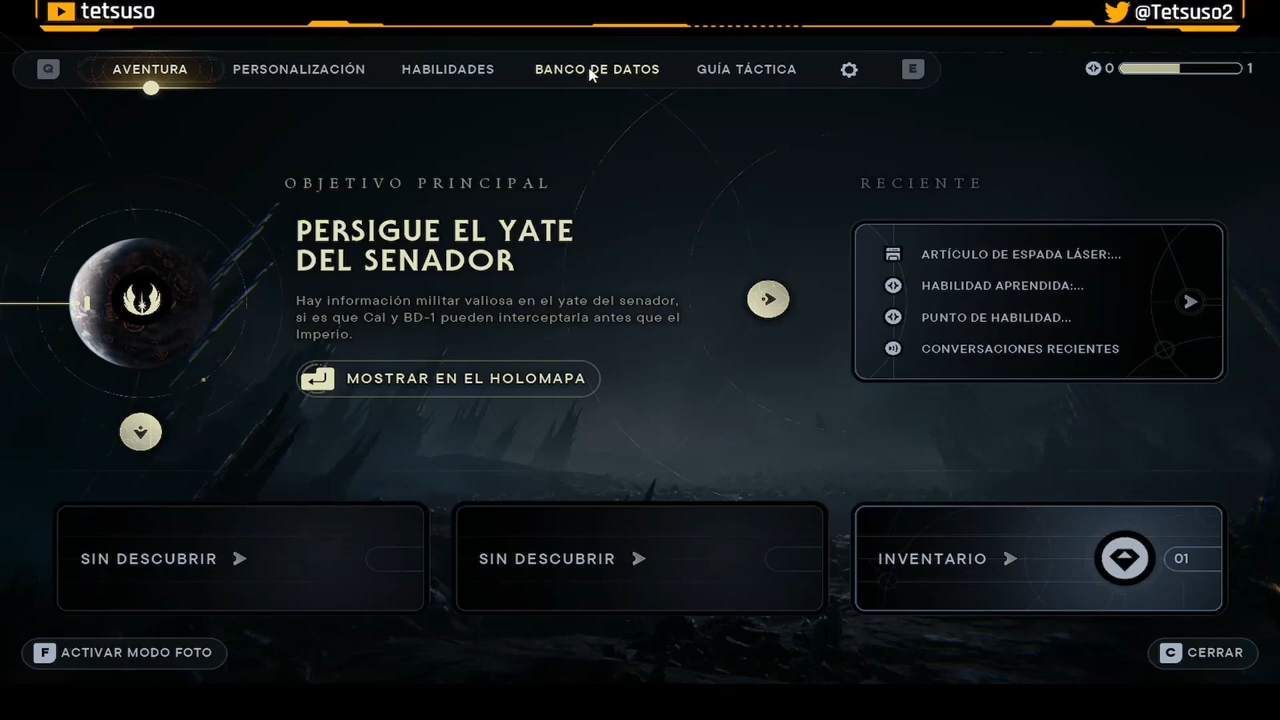 tetsuso
@Tetsuso2
Q
AVENTURA
PERSONALIZACIÓN
HABILIDADES
BANCO DE DATOS
GUÍA TÁCTICA
E
0
1
OBJETIVO PRINCIPAL
PERSIGUE EL YATE
DEL SENADOR
Hay información militar valiosa en el yate del senador,
si es que Cal y BD-1 pueden interceptarla antes que el
Imperio.
MOSTRAR EN EL HOLOMAPA
RECIENTE
ARTÍCULO DE ESPADA LÁSER:...
HABILIDAD APRENDIDA:...
PUNTO DE HABILIDAD...
CONVERSACIONES RECIENTES
SIN DESCUBRIR
SIN DESCUBRIR
INVENTARIO
01
F ACTIVAR MODO FOTO
C CERRAR